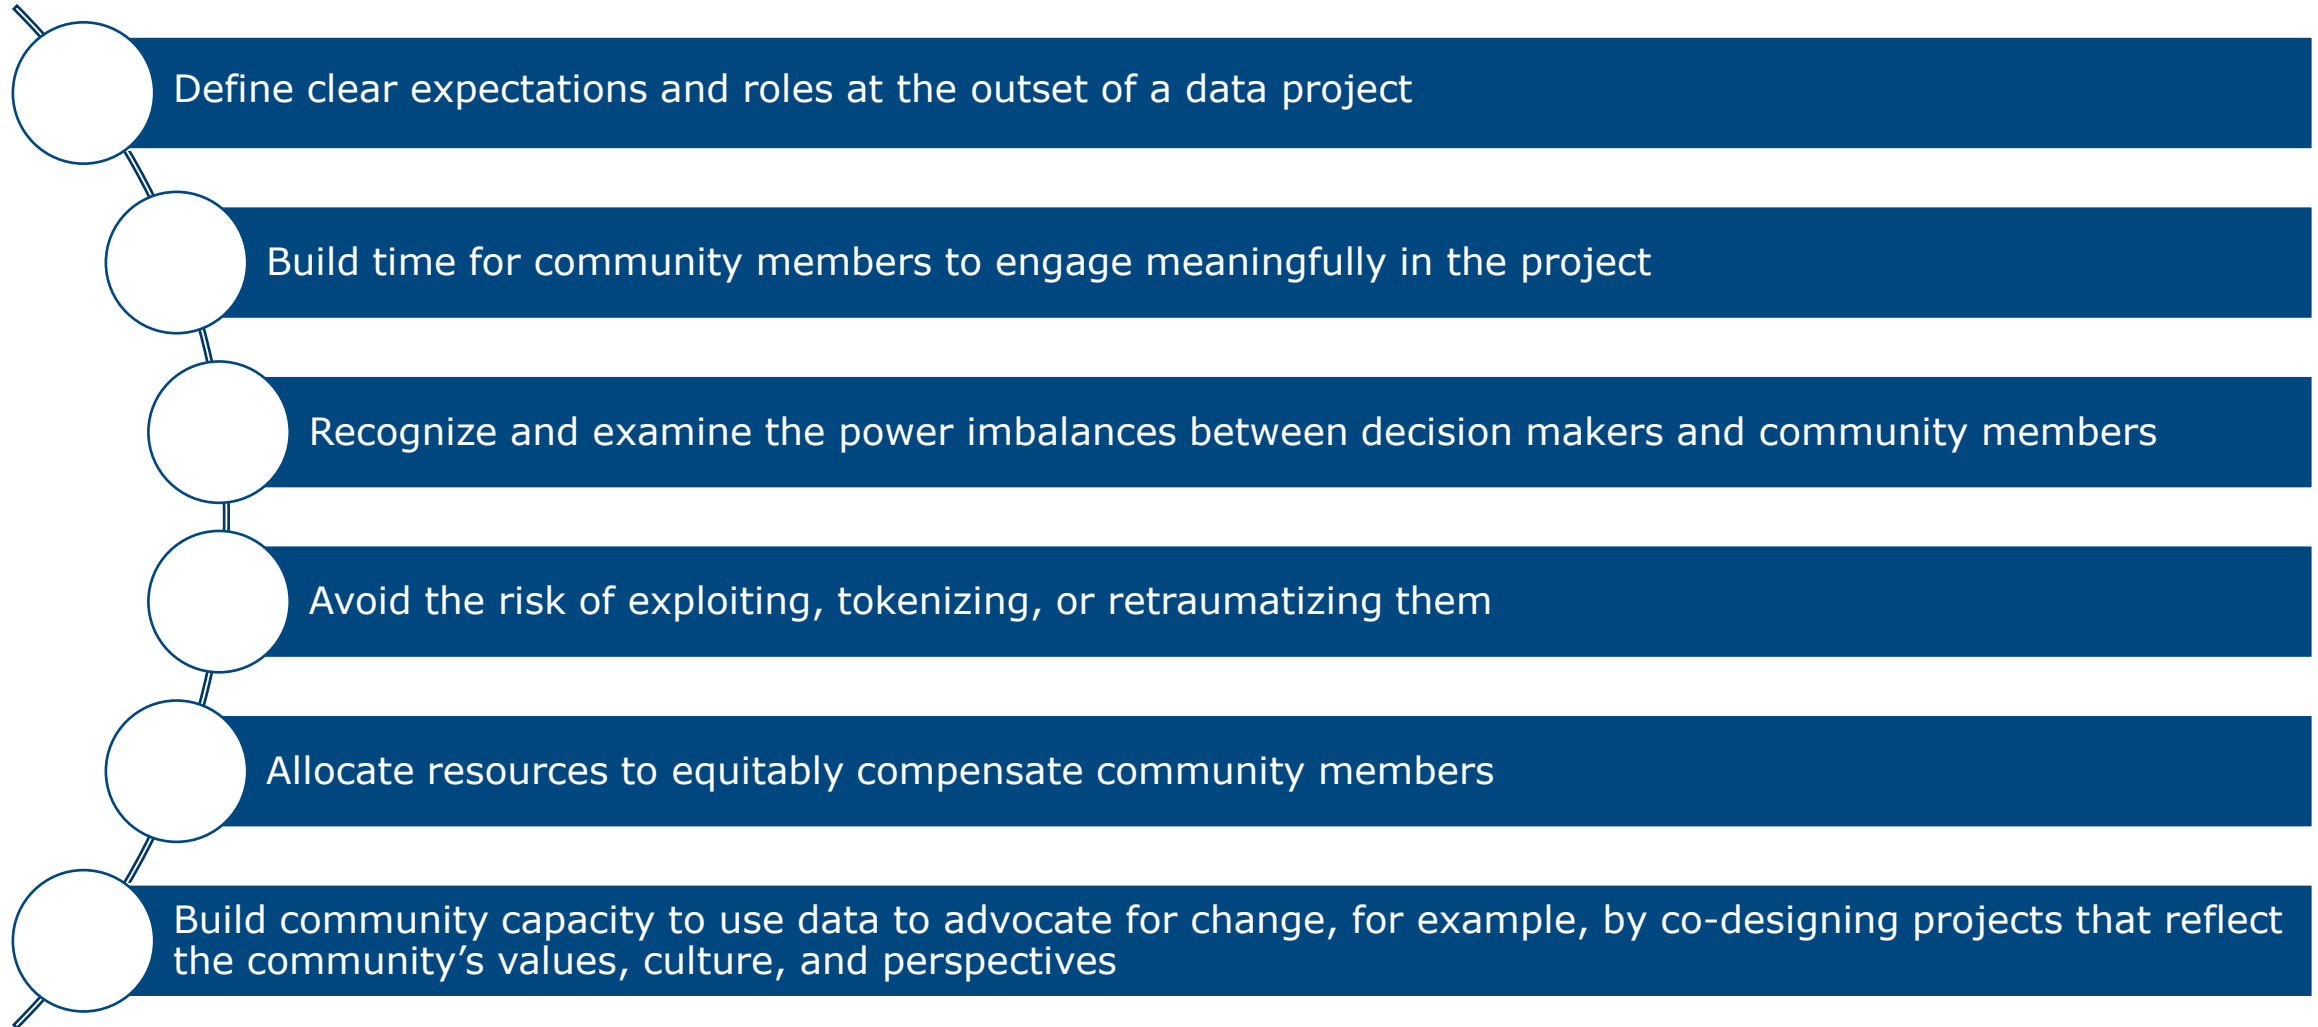 Define clear expectations and roles at the outset of a data project
Build time for community members to engage meaningfully in the project
Recognize and examine the power imbalances between decision makers and community members
Avoid the risk of exploiting, tokenizing, or retraumatizing them
Allocate resources to equitably compensate community members
Build community capacity to use data to advocate for change, for example, by co-designing projects that reflect
the community’s values, culture, and perspectives